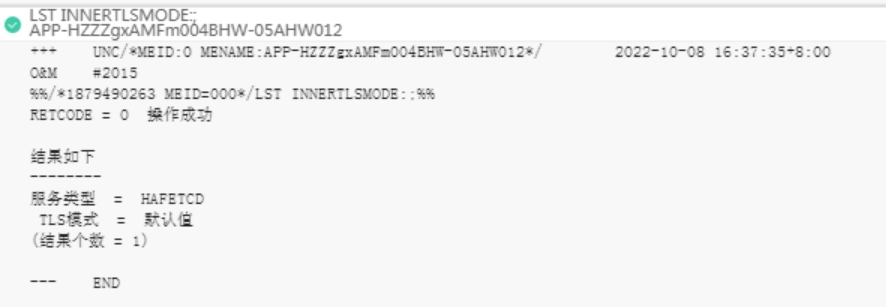 LST INNERTLSMODE:;
APP-HZZZgxAMFm004BHW-05AHW012
+++ UNC/*MEID:0 MENAME:APP-HZZZgxAMFm004BHW-05AHW012*/ 2022-10-08 16:37:35+8:00
O&M #2015
%%/*1879490263 MEID=000*/LST INNERTLSMODE:;%%
RETCODE = 0 操作成功
结果如下
--------
服务类型 = HAFETCD
TLS模式 = 默认值
(结果个数 = 1)
--- END